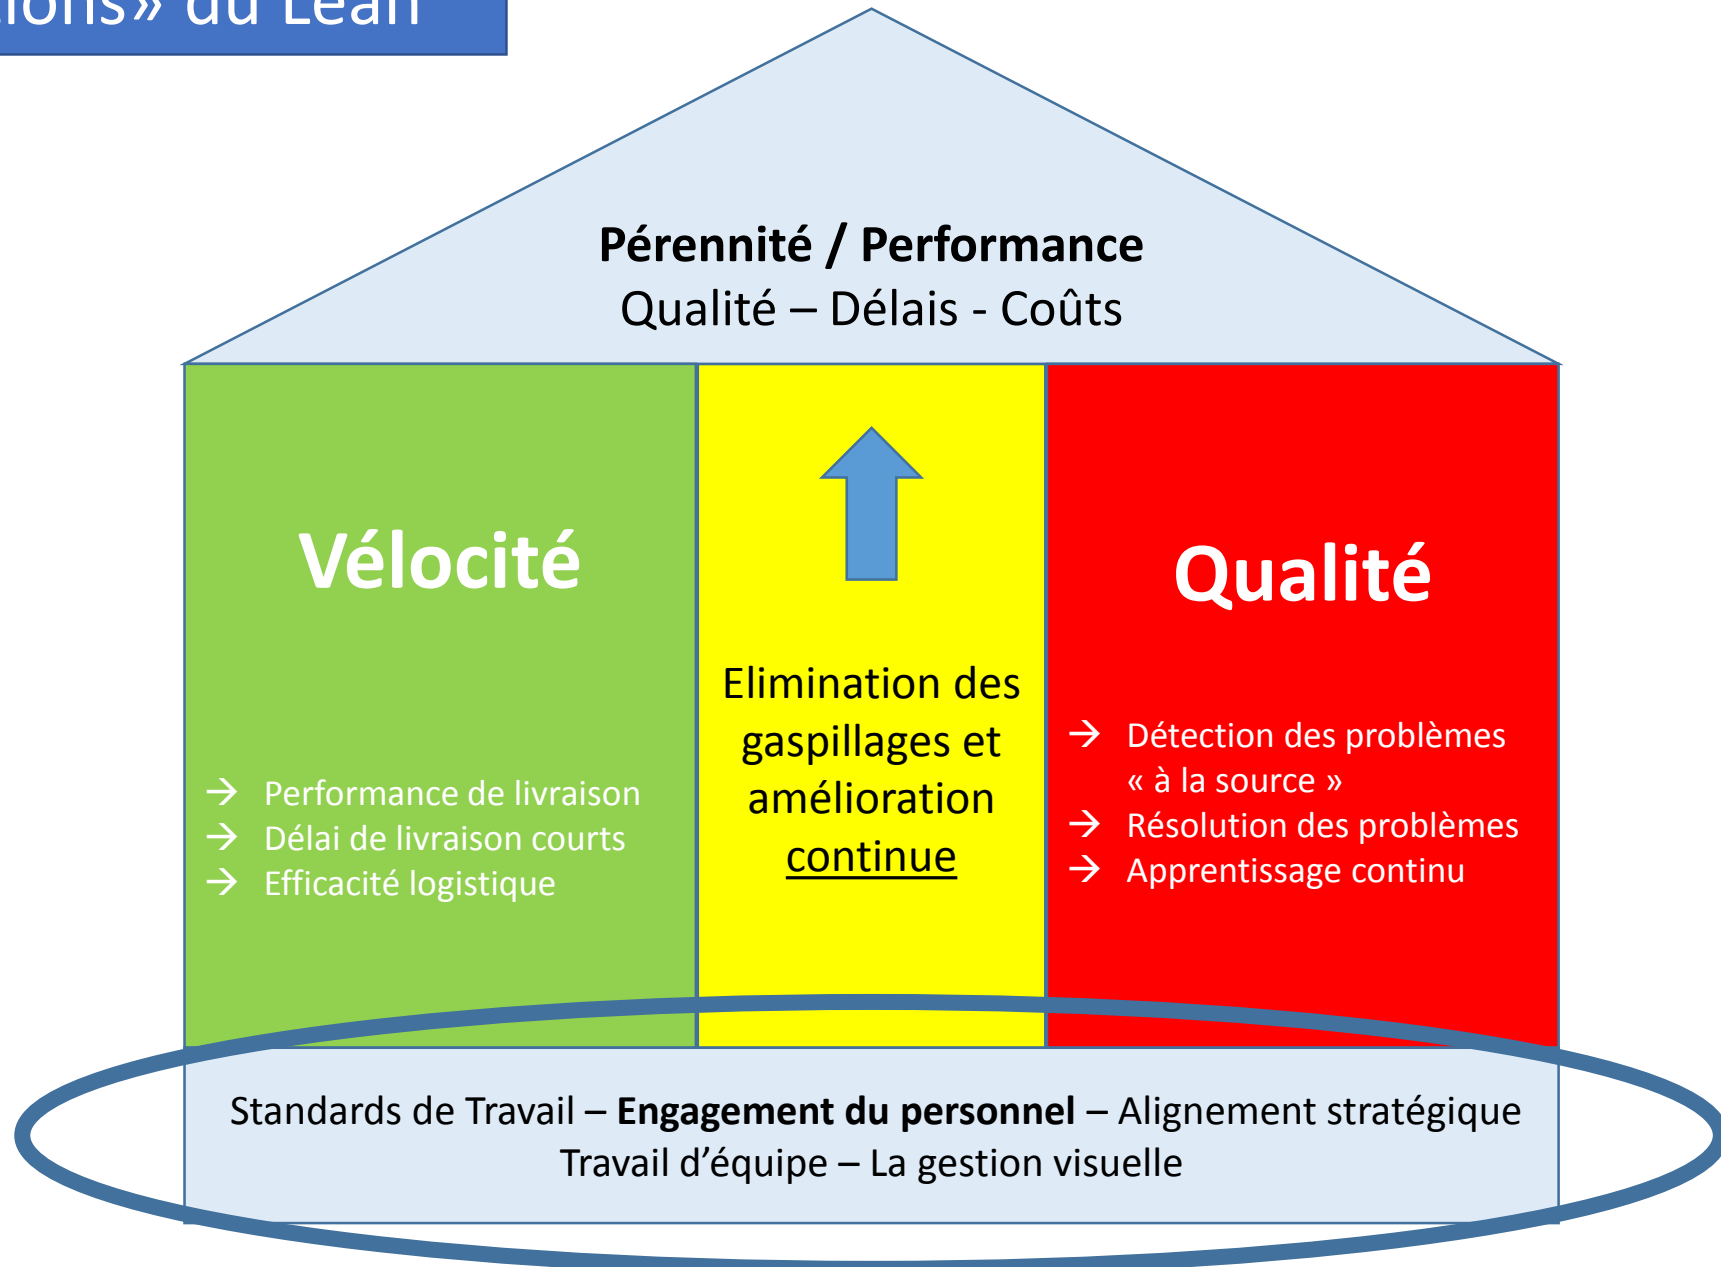 du Lean
Pérennité / Performance
Qualité – Délais - Coûts
Vélocité
→ Performance de livraison
→ Délai de livraison courts
→ Efficacité logistique
Elimination des
gaspillages et
amélioration
continue
Qualité
→ Détection des problèmes
« à la source »
→ Résolution des problèmes
→ Apprentissage continu
Standards de Travail – Engagement du personnel – Alignement stratégique
Travail d’équipe – La gestion visuelle